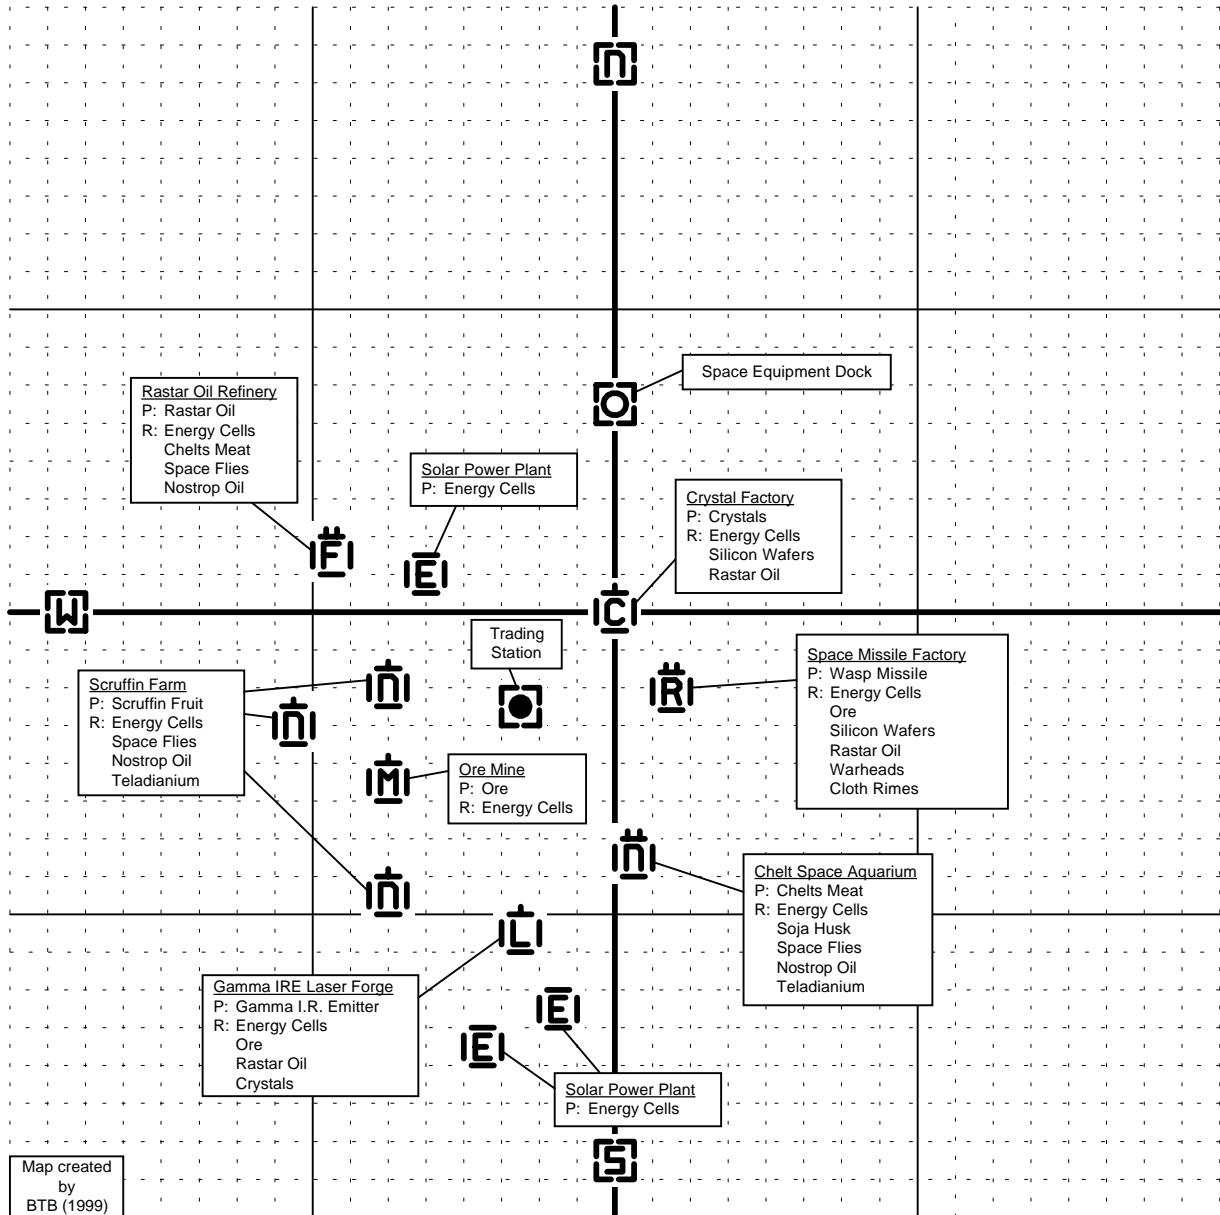 n
Space Equipment Dock
O
Rastar Oil Refinery
P: Rastar Oil
R: Energy Cells
Chelts Meat
Space Flies
Nostrop Oil
Solar Power Plant
P: Energy Cells
Crystal Factory
P: Crystals
R: Energy Cells
Silicon Wafers
Rastar Oil
F
E
W
C
Trading
Station
Space Missile Factory
P: Wasp Missile
R: Energy Cells
Ore
Silicon Wafers
Rastar Oil
Warheads
Cloth Rimes
Scruffin Farm
P: Scruffin Fruit
R: Energy Cells
Space Flies
Nostrop Oil
Teladianium
n
R
n
M
Ore Mine
P: Ore
R: Energy Cells
n
Chelt Space Aquarium
P: Chelts Meat
R: Energy Cells
Soja Husk
Space Flies
Nostrop Oil
Teladianium
n
L
Gamma IRE Laser Forge
P: Gamma I.R. Emitter
R: Energy Cells
Ore
Rastar Oil
Crystals
E
E
Solar Power Plant
P: Energy Cells
S
Map created
by
BTB (1999)